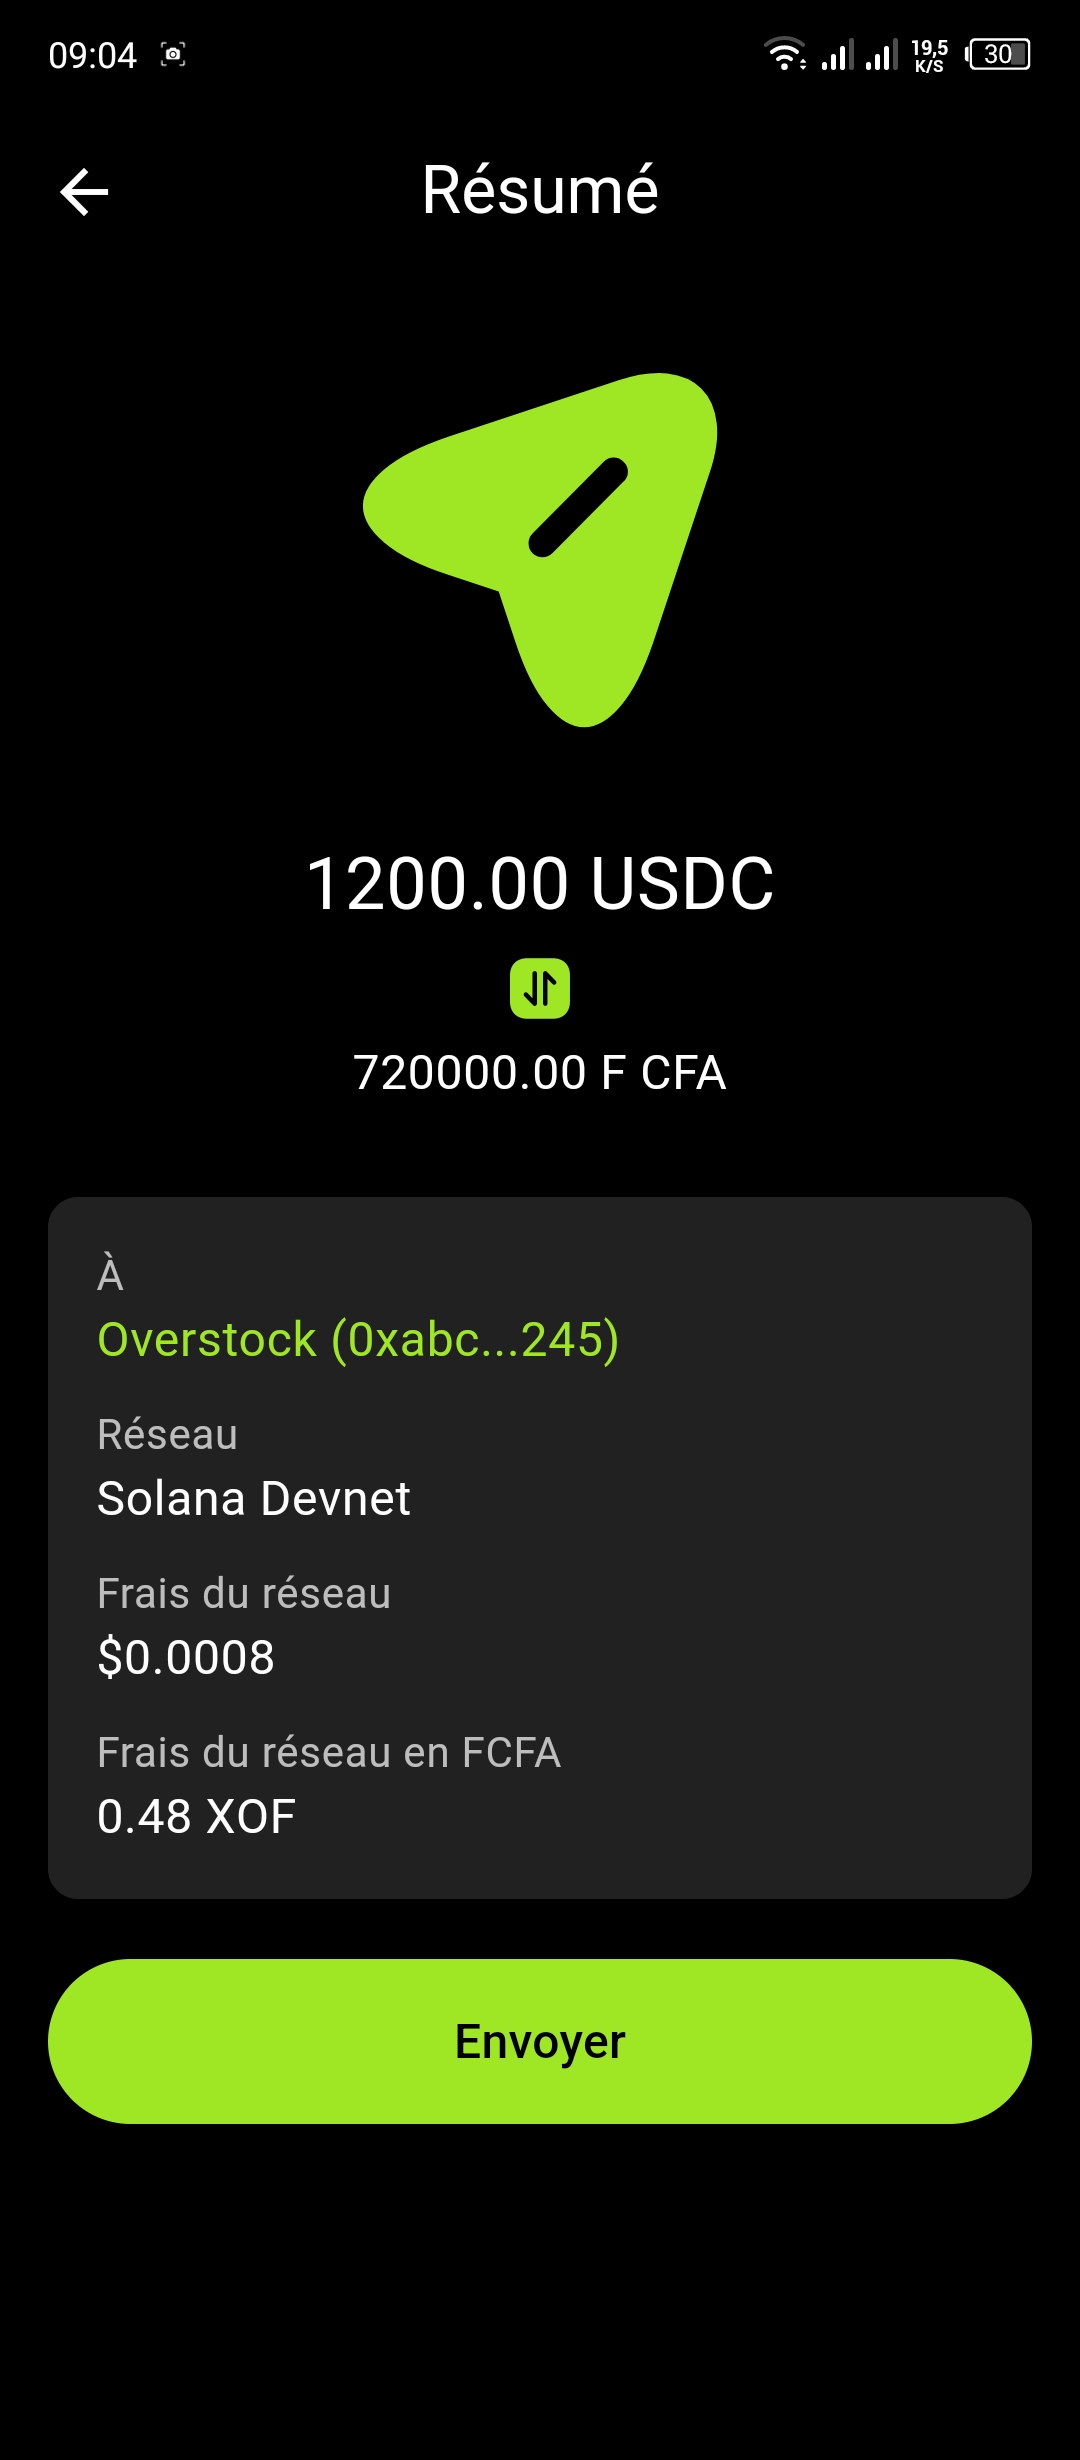 09:04
19,5
K/S
30
Résumé
1200.00 USDC
720000.00 F CFA
À
Overstock (0xabc...245)
Réseau
Solana Devnet
Frais du réseau
$0.0008
Frais du réseau en FCFA
0.48 XOF
Envoyer